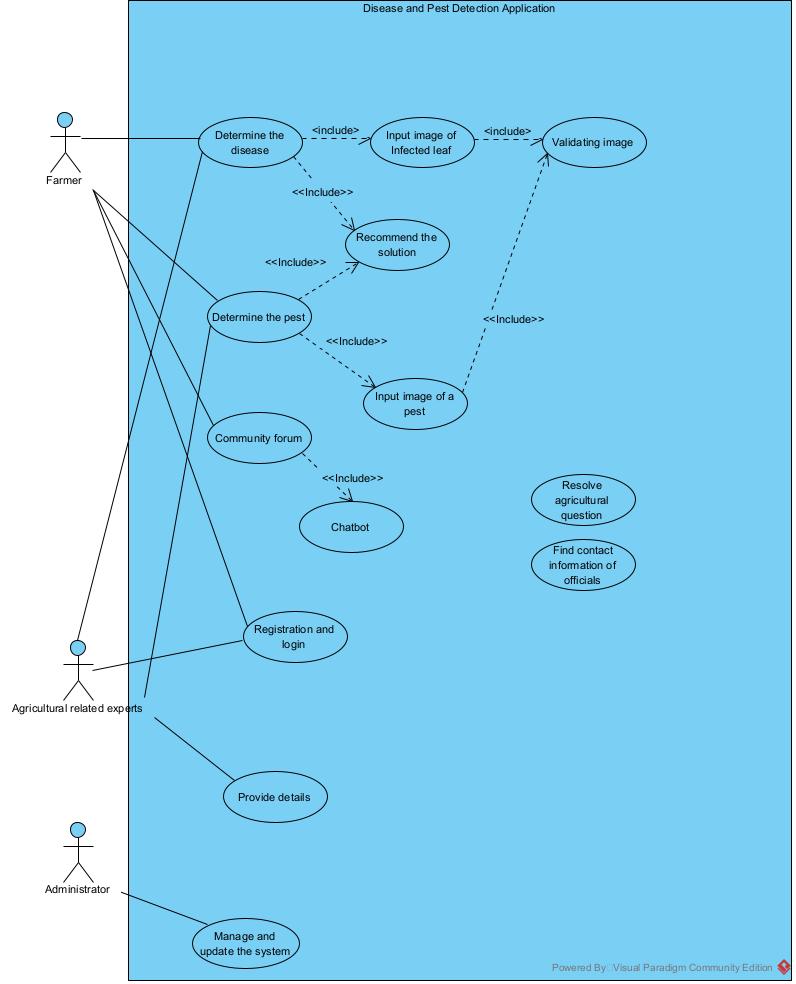 Disease and Pest Detection Application
Determine the
disease
<include>
Input image of
Infected leaf
<include>
Validating image
Farmer
<<Include>>
Recommend the
solution
<<Include>>
Determine the pest
<<Include>>
<<Include>>
Input image of a
pest
Community forum
<<Include>>
Chatbot
Resolve
agricultural
question
Find contact
information of
officials
Registration and
login
Agricultural related experts
Provide details
Administrator
Manage and
update the system
Powered By Visual Paradigm Community Edition